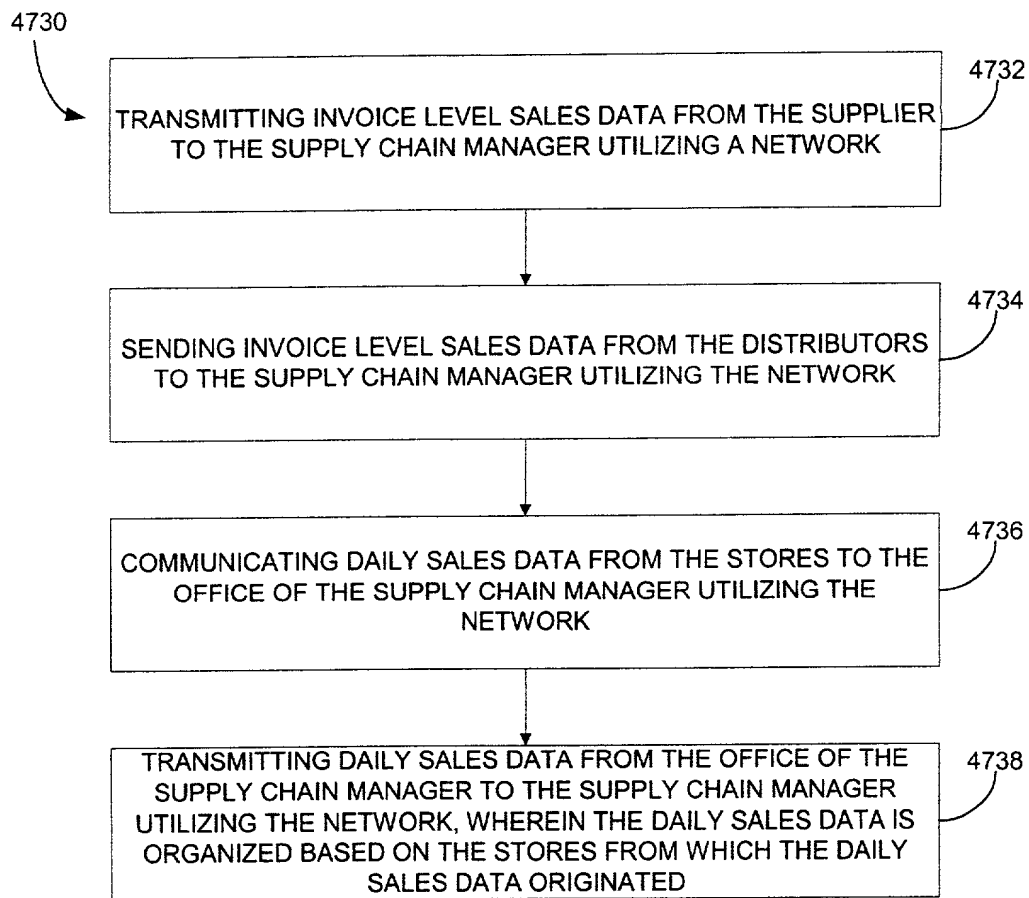 4730
4732
TRANSMITTING INVOICE LEVEL SALES DATA FROM THE SUPPLIER
TO THE SUPPLY CHAIN MANAGER UTILIZING A NETWORK
4734
SENDING INVOICE LEVEL SALES DATA FROM THE DISTRIBUTORS
TO THE SUPPLY CHAIN MANAGER UTILIZING THE NETWORK
4736
COMMUNICATING DAILY SALES DATA FROM THE STORES TO THE
OFFICE OF THE SUPPLY CHAIN MANAGER UTILIZING THE
NETWORK
4738
TRANSMITTING DAILY SALES DATA FROM THE OFFICE OF THE
SUPPLY CHAIN MANAGER TO THE SUPPLY CHAIN MANAGER
UTILIZING THE NETWORK, WHEREIN THE DAILY SALES DATA IS
ORGANIZED BASED ON THE STORES FROM WHICH THE DAILY
SALES DATA ORIGINATED